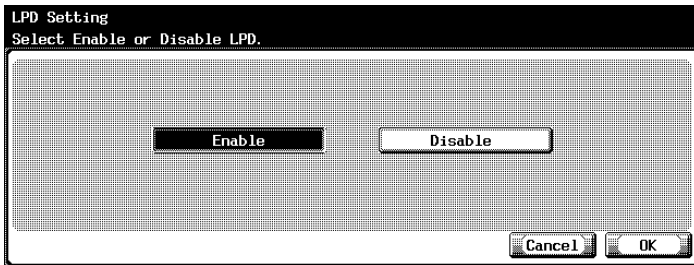 LPD Setting
Select Enable or Disable LPD.
Enable Disable
Cancel OK